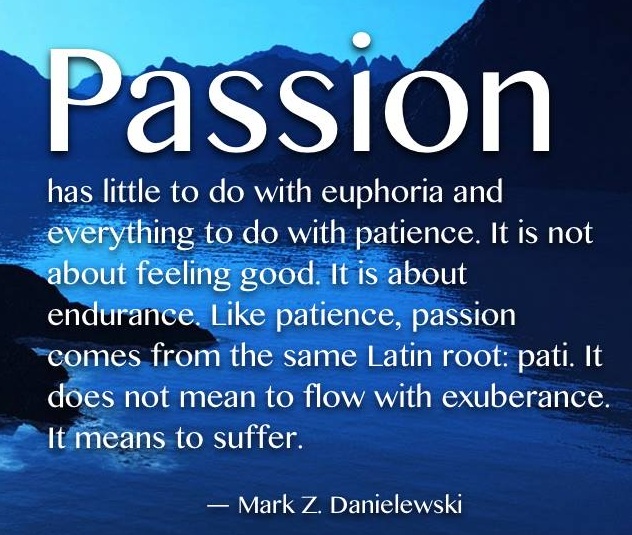 Passion
has little to do with euphoria and
everything to do with patience. It is not
about feeling good. It is about
endurance. Like patience, passion
comes from the same Latin root: pati. It
does not mean to flow with exuberance.
It means to suffer.
— Mark Z. Danielewski